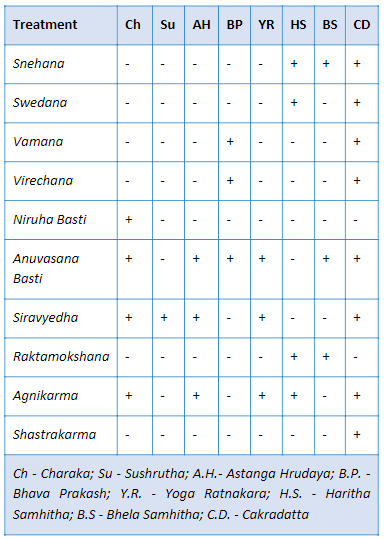 Treatment Ch Su AH BP YR HS BS CD
Snehana - - - - - + + +
Swedana - - - - - + - +
Vamana - - - + - - - +
Virechana - - - + - - - +
Niruha Basti + - - - - - - -
Anuvasana + - + + + - + +
Basti
Siravyedha + + + - + - - +
Raktamokshana - - - - - + + -
Agnikarma + - + - + + - +
Shastrakarma - - - - - - - +
Ch - Charaka; Su - Sushrutha; A.H.- Astanga Hrudaya; B.P. -
Bhava Prakash; Y.R. - Yoga Ratnakara; H.S. - Haritha
Samhitha; B.S - Bhela Samhitha; C.D. - Cakradatta